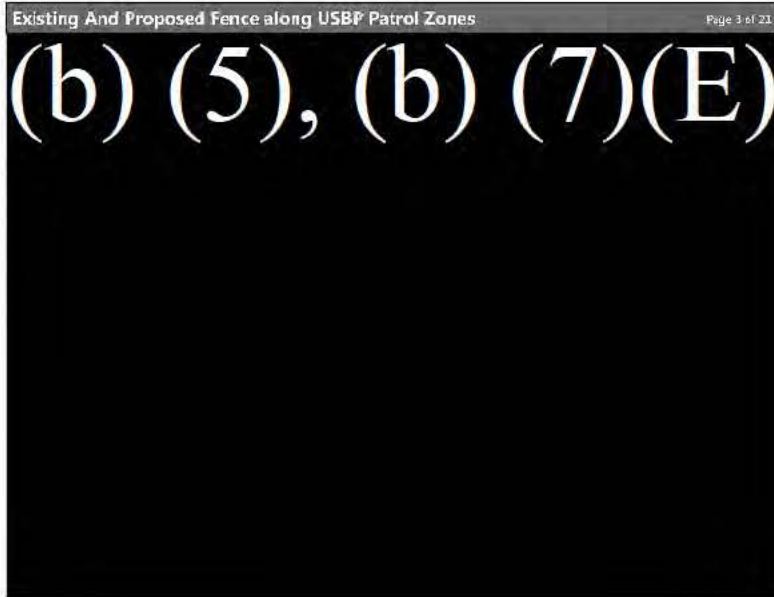 Existing And Proposed Fence along USBP Patrol Zones
Page 3 of 21
(b) (5), (b) (7)(E)